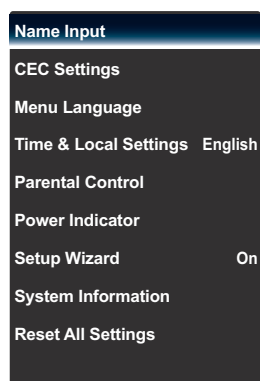 Name Input
CEC Settings
Menu Language
Time & Local Settings English
Parental Control
Power Indicator
Setup Wizard On
System Information
Reset All Settings